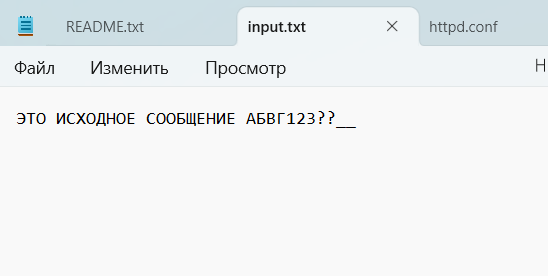 README.txt input.txt httpd.conf
Файл Изменить Просмотр Н
ЭТО ИСХОДНОЕ СООБЩЕНИЕ АБВГ123??__